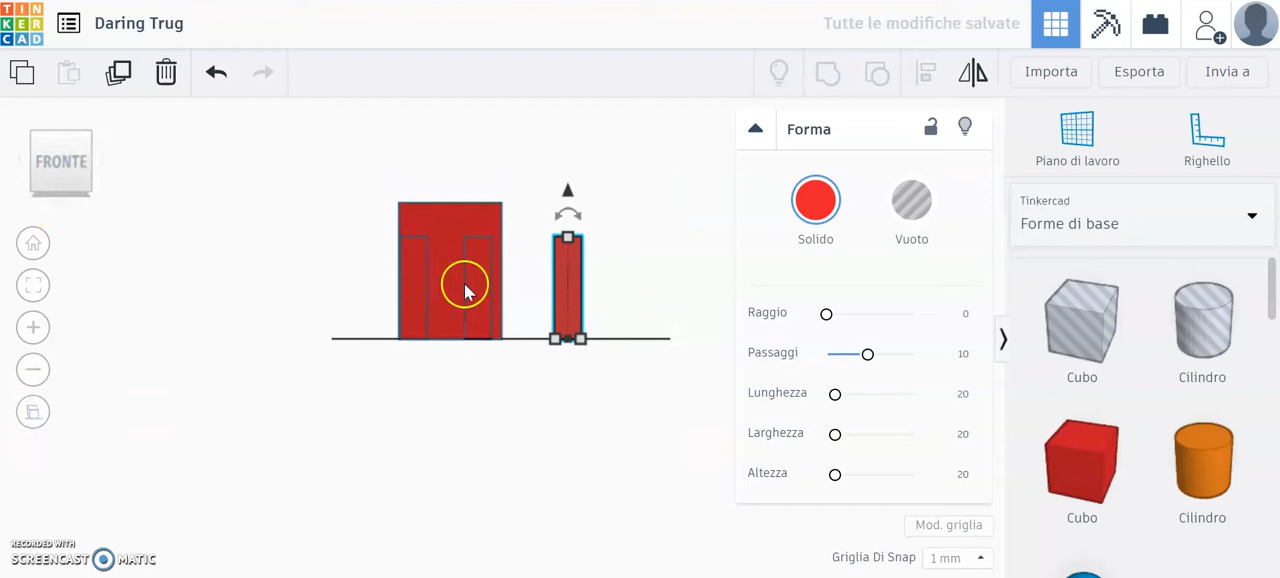 TIN
KER
CAD
Daring Trug
Tutte le modifiche salvate
Importa
Esporta
Invia a
FRONTE
Forma
Solido
Vuoto
Raggio 0
Passaggi 10
Lunghezza 20
Larghezza 20
Altezza 20
Mod. griglia
Griglia Di Snap 1 mm
Piano di lavoro
Righello
Tinkercad
Forme di base
Cubo
Cilindro
Cubo
Cilindro
RECORDED WITH
SCREENCAST MATIC